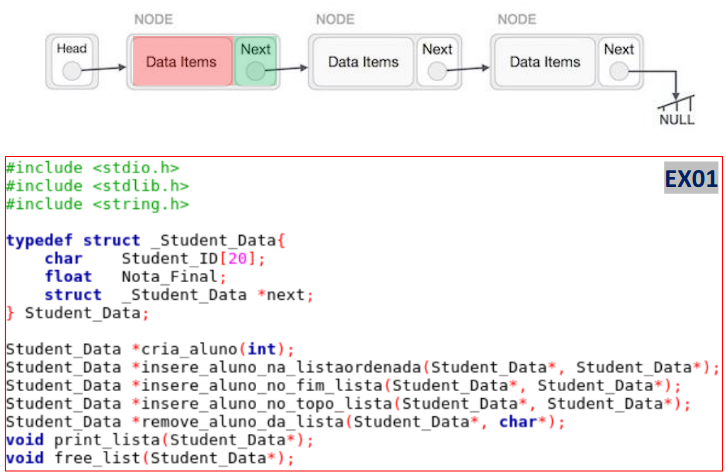 NODE NODE NODE
Head Data Items Next Data Items Next Data Items Next
NULL
EX01
#include <stdio.h>
#include <stdlib.h>
#include <string.h>
typedef struct _Student_Data{
    char    Student_ID[20];
    float   Nota_Final;
    struct  _Student_Data *next;
} Student_Data;
Student_Data *cria_aluno(int);
Student_Data *insere_aluno_na_listaordenada(Student_Data*, Student_Data*);
Student_Data *insere_aluno_no_fim_lista(Student_Data*, Student_Data*);
Student_Data *insere_aluno_no_topo_lista(Student_Data*, Student_Data*);
Student_Data *remove_aluno_da_lista(Student_Data*, char*);
void print_lista(Student_Data*);
void free_list(Student_Data*);